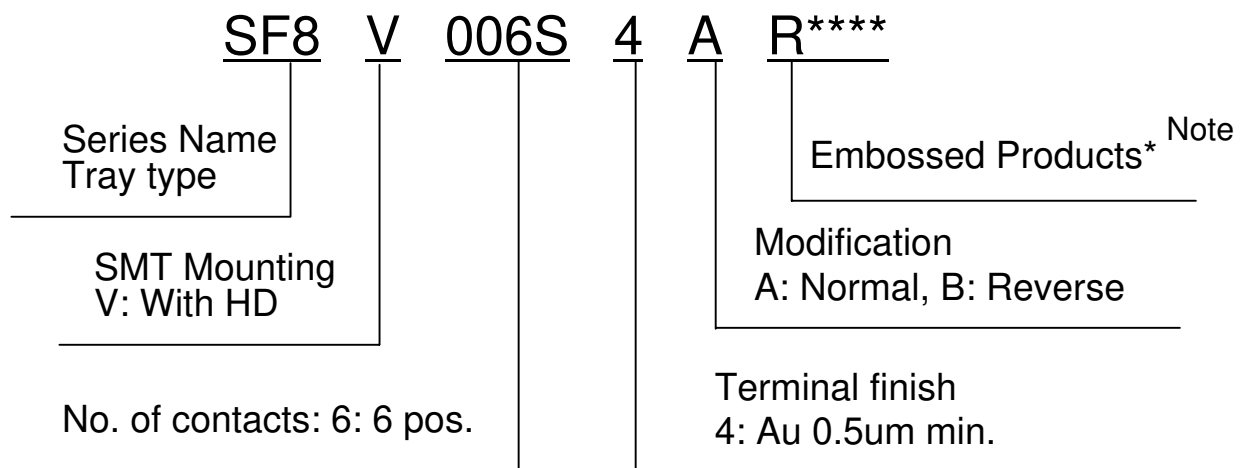 SF8 V 006S 4 A R****
Series Name
Tray type
Embossed Products* Note
SMT Mounting
V: With HD
Modification
A: Normal, B: Reverse
No. of contacts: 6: 6 pos.
Terminal finish
4: Au 0.5um min.